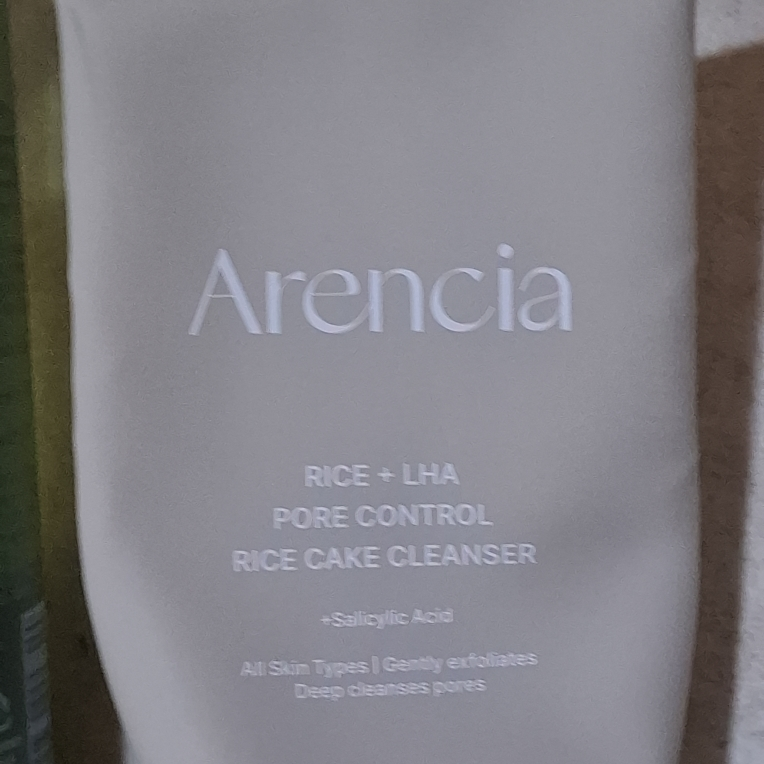 Arencia
RICE + LHA
PORE CONTROL
RICE CAKE CLEANSER
+Salicylic Acid
All Skin Types | Gently exfoliates
Deep cleanses pores